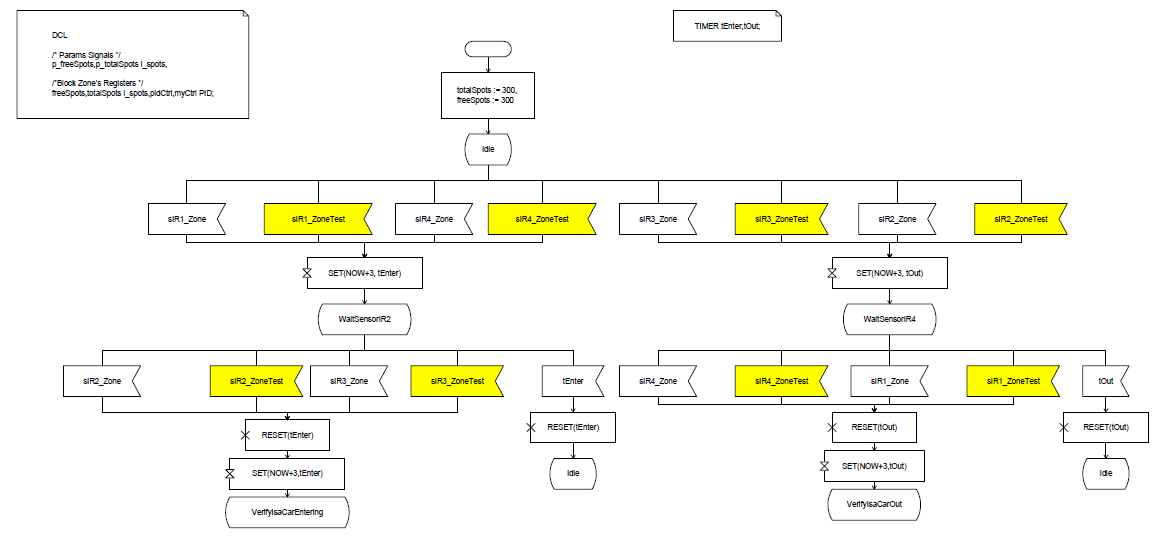 DCL
/* Params Signals */
p_freeSpots,p_totalSpots I_spots,
/*Block Zone's Registers */
freeSpots,totalSpots I_spots,pidCtrl,myCtrl PID;
TIMER tEnter,tOut;
totalSpots := 300,
freeSpots := 300
Idle
sIR1_Zone
sIR1_ZoneTest
sIR4_Zone
sIR4_ZoneTest
sIR3_Zone
sIR3_ZoneTest
sIR2_Zone
sIR2_ZoneTest
SET(NOW+3, tEnter)
SET(NOW+3, tOut)
WaitSensorIR2
WaitSensorIR4
sIR2_Zone
sIR2_ZoneTest
sIR3_Zone
sIR3_ZoneTest
tEnter
sIR4_Zone
sIR4_ZoneTest
sIR1_Zone
sIR1_ZoneTest
tOut
RESET(tEnter)
RESET(tEnter)
RESET(tOut)
RESET(tOut)
SET(NOW+3,tEnter)
Idle
SET(NOW+3,tOut)
Idle
VerifyIsaCarEntering
VerifyIsaCarOut